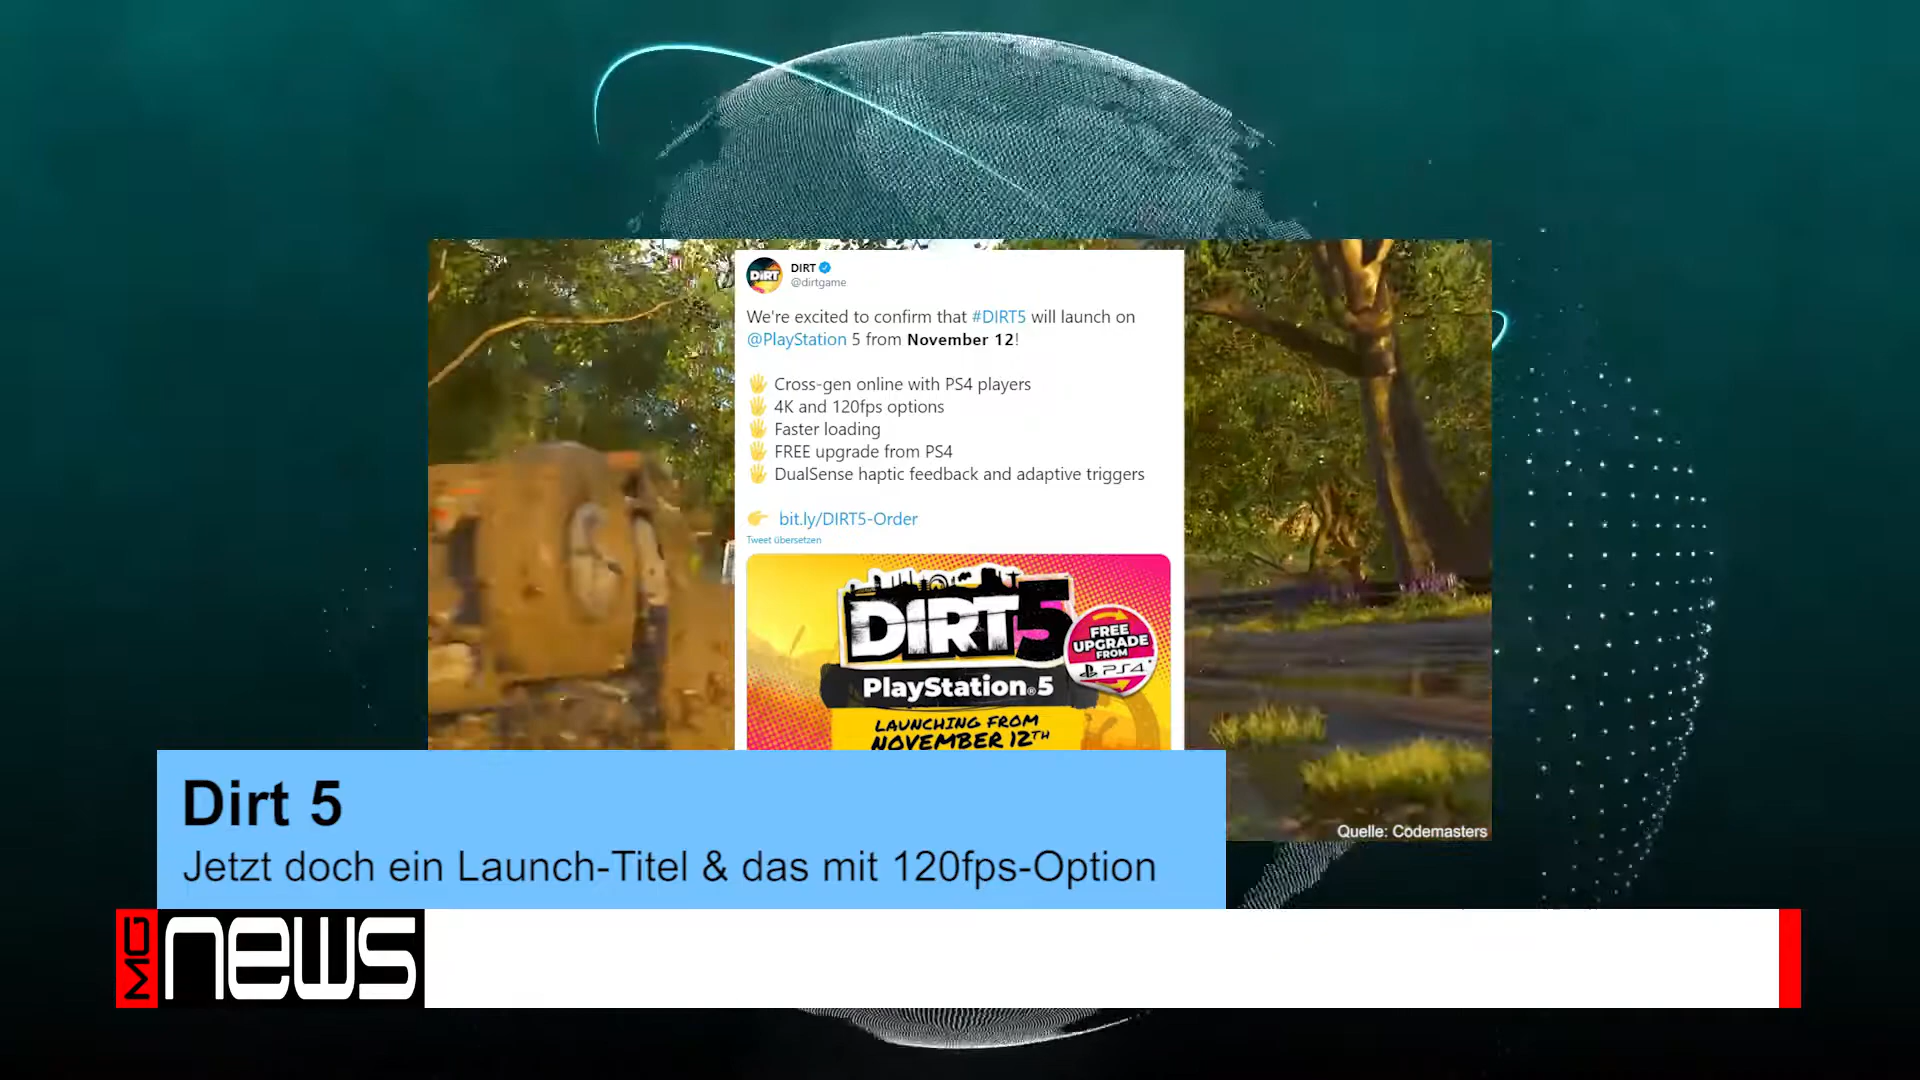 DIRT
@dirtgame
We're excited to confirm that #DIRT5 will launch on
@PlayStation 5 from November 12!
🖐 Cross-gen online with PS4 players
🖐 4K and 120fps options
🖐 Faster loading
🖐 FREE upgrade from PS4
🖐 DualSense haptic feedback and adaptive triggers
👉 bit.ly/DIRT5-Order
Tweet übersetzen
DIRT 5
FREE
UPGRADE
FROM
PS4
PlayStation®5
LAUNCHING FROM
NOVEMBER 12TH
Quelle: Codemasters
Dirt 5
Jetzt doch ein Launch-Titel & das mit 120fps-Option
MG news